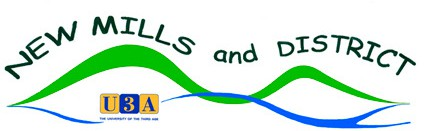 NEW MILLS and DISTRICT
U3A
THE UNIVERSITY OF THE THIRD AGE